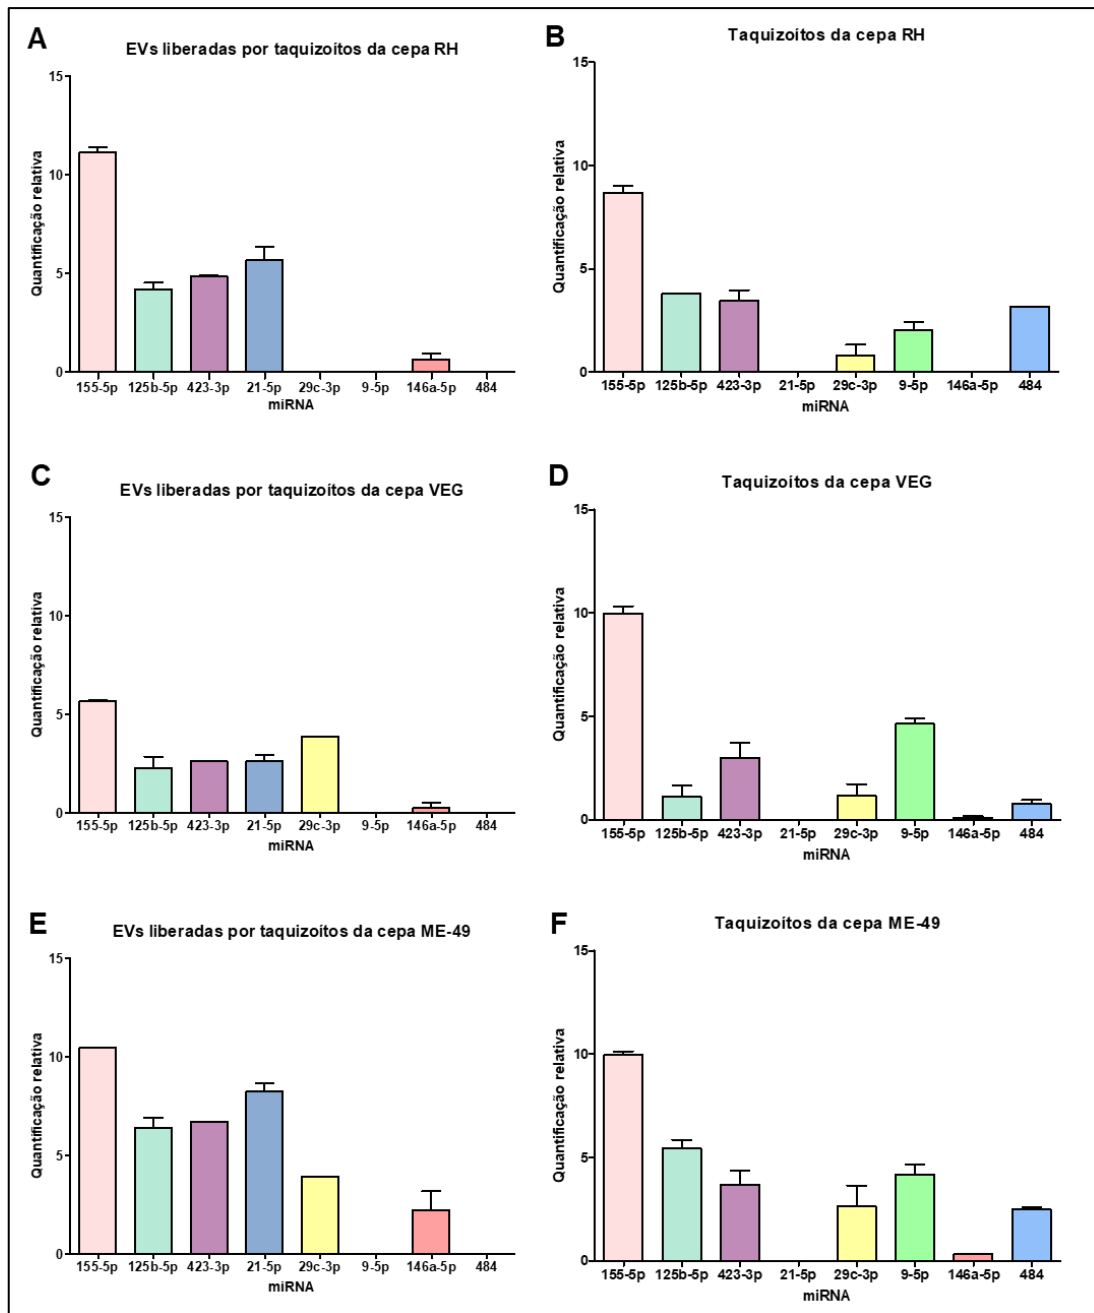 A
EVs liberadas por taquizoítos da cepa RH
Quantificação relativa
15
10
5
0
155-5p 125b-5p 423-3p 21-5p 29c-3p 9-5p 146a-5p 484
miRNA
B
Taquizoítos da cepa RH
Quantificação relativa
15
10
5
0
155-5p 125b-5p 423-3p 21-5p 29c-3p 9-5p 146a-5p 484
miRNA
C
EVs liberadas por taquizoítos da cepa VEG
Quantificação relativa
15
10
5
0
155-5p 125b-5p 423-3p 21-5p 29c-3p 9-5p 146a-5p 484
miRNA
D
Taquizoítos da cepa VEG
Quantificação relativa
15
10
5
0
155-5p 125b-5p 423-3p 21-5p 29c-3p 9-5p 146a-5p 484
miRNA
E
EVs liberadas por taquizoítos da cepa ME-49
Quantificação relativa
15
10
5
0
155-5p 125b-5p 423-3p 21-5p 29c-3p 9-5p 146a-5p 484
miRNA
F
Taquizoítos da cepa ME-49
Quantificação relativa
15
10
5
0
155-5p 125b-5p 423-3p 21-5p 29c-3p 9-5p 146a-5p 484
miRNA